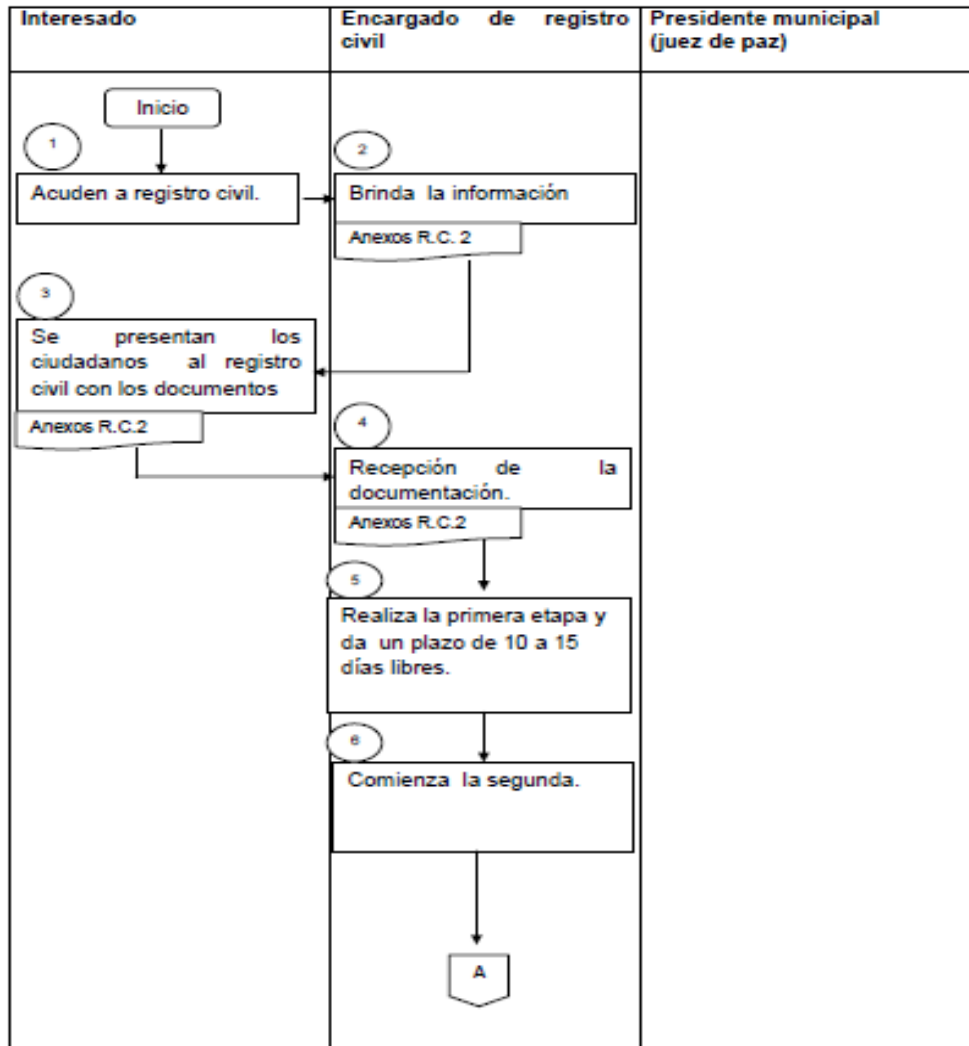 Interesado
Encargado de registro
civil
Presidente municipal
(juez de paz)
Inicio
1
Acuden a registro civil.
2
Brinda la información
Anexos R.C. 2
3
Se presentan los
ciudadanos al registro
civil con los documentos
Anexos R.C.2
4
Recepción de la
documentación.
Anexos R.C.2
5
Realiza la primera etapa y
da un plazo de 10 a 15
días libres.
6
Comienza la segunda.
A